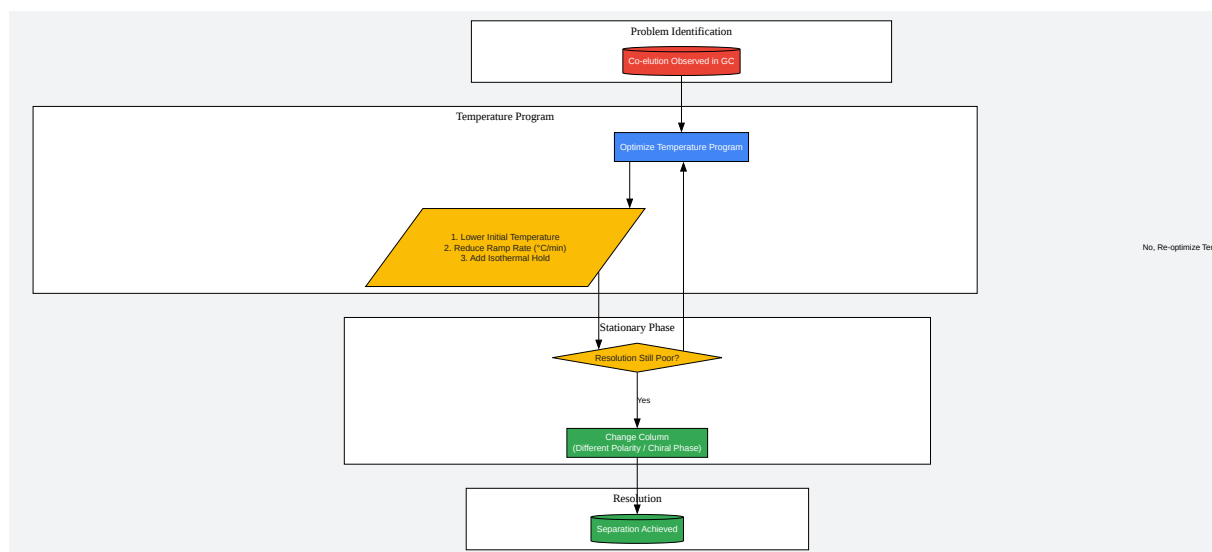 Problem Identification
Co-elution Observed in GC
Temperature Program
Optimize Temperature Program
1. Lower Initial Temperature
2. Reduce Ramp Rate (°C/min)
3. Add Isothermal Hold
No, Re-optimize
Stationary Phase
Resolution Still Poor?
Yes
Change Column
(Different Polarity / Chiral Phase)
Resolution
Separation Achieved